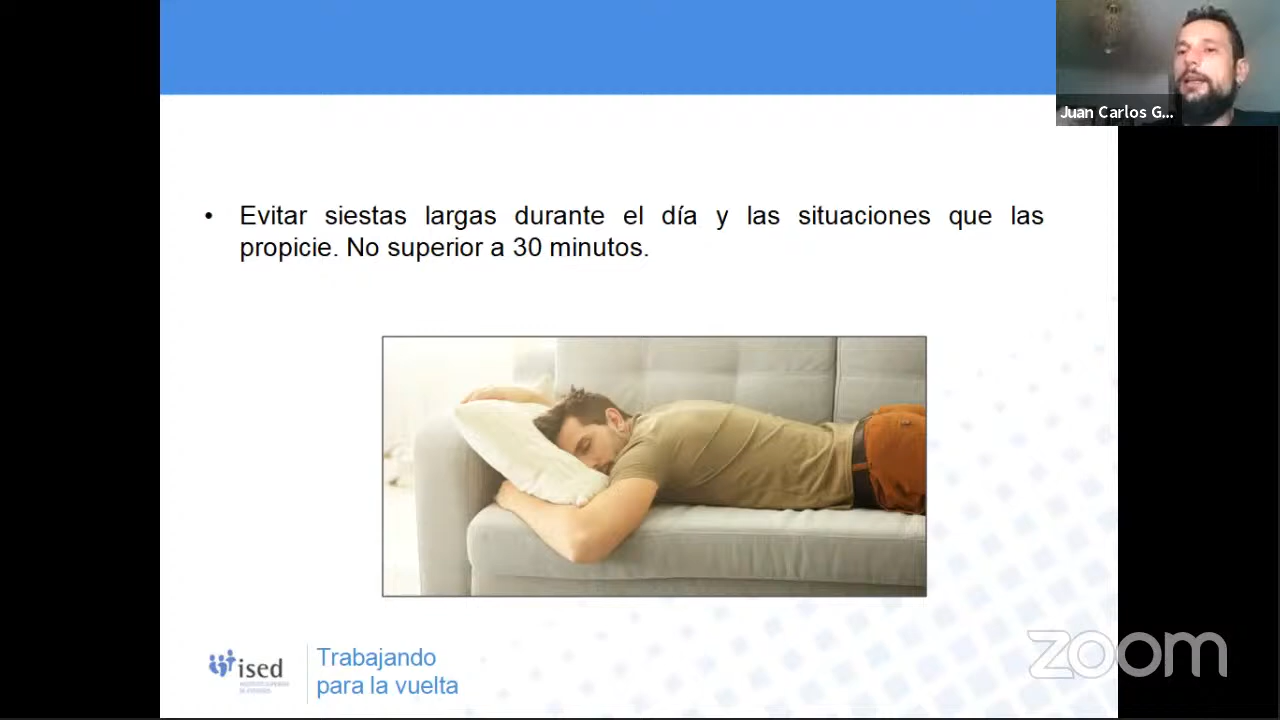 Juan Carlos G...
• Evitar siestas largas durante el día y las situaciones que las
propicie. No superior a 30 minutos.
ised
Trabajando
para la vuelta
zoom